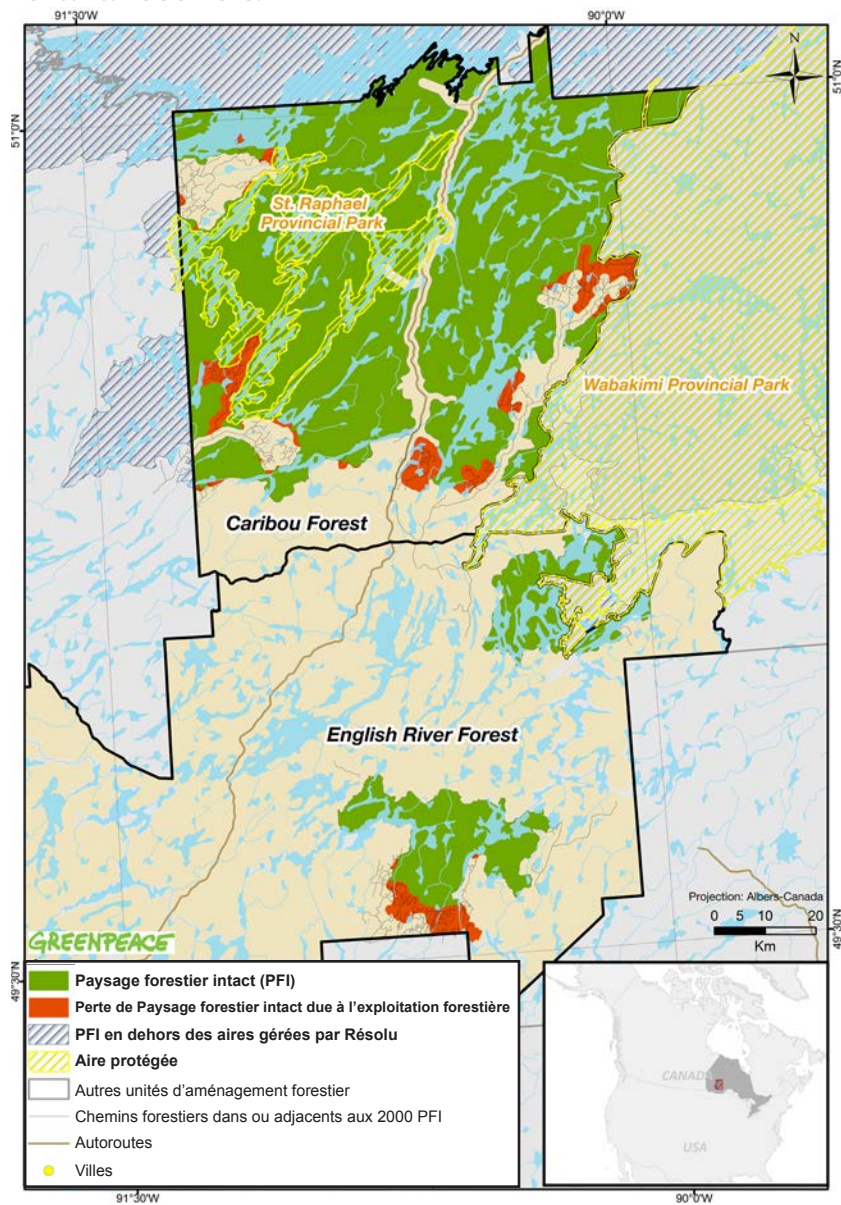 91°30'W
90°0'W
N
51°0'N
51°0'N
St. Raphael
Provincial Park
Wabakimi Provincial Park
Caribou Forest
English River Forest
Projection: Albers-Canada
0 5 10 20
Km
GREENPEACE
49°30'N
49°30'N
Paysage forestier intact (PFI)
Perte de Paysage forestier intact due à l'exploitation forestière
PFI en dehors des aires gérées par Résolu
Aire protégée
Autres unités d'aménagement forestier
Chemins forestiers dans ou adjacents aux 2000 PFI
Autoroutes
Villes
CANADA
USA
91°30'W
90°0'W